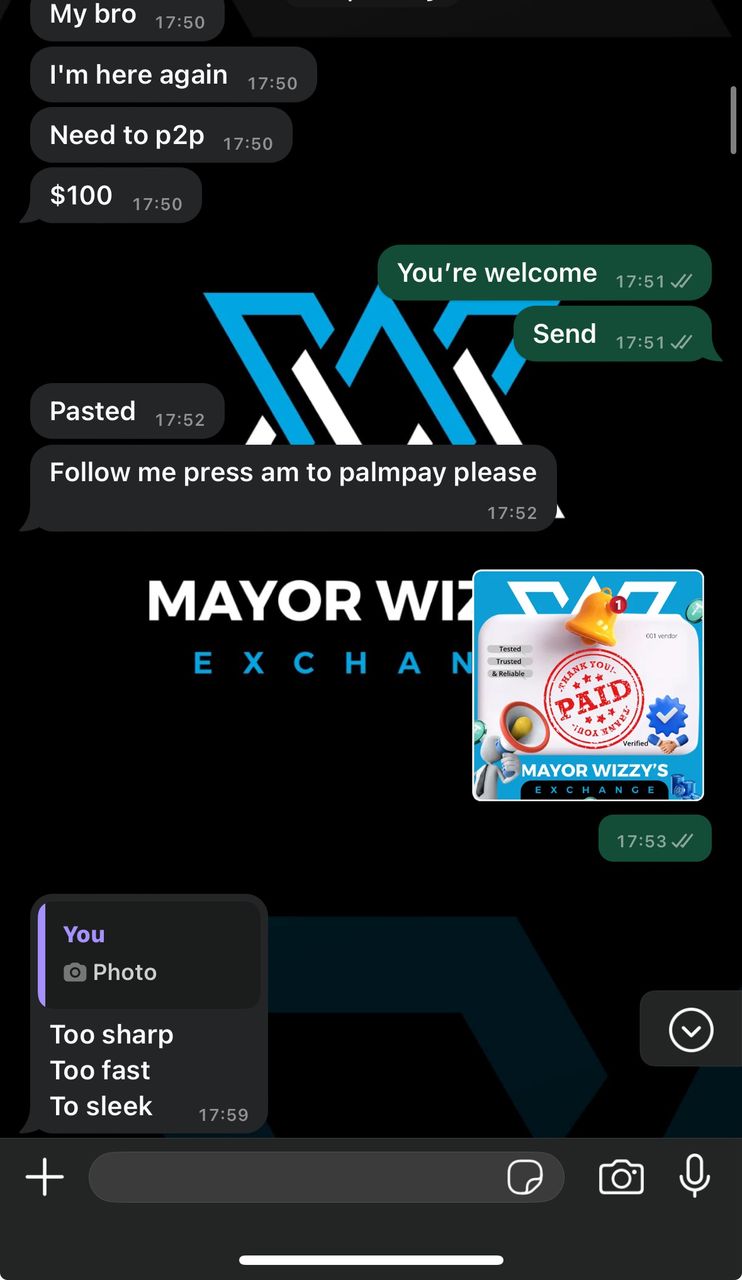 My bro 17:50
I'm here again 17:50
Need to p2p 17:50
$100 17:50
You're welcome 17:51
Send 17:51
Pasted 17:52
Follow me press am to palmpay please
17:52
MAYOR WIZ
EXCHAN
1
001 vendor
Tested
Trusted
& Reliable
THANK YOU!
PAID
THANK YOU!
Verified
MAYOR WIZZY'S
EXCHANGE
17:53
You
Photo
Too sharp
Too fast
To sleek 17:59